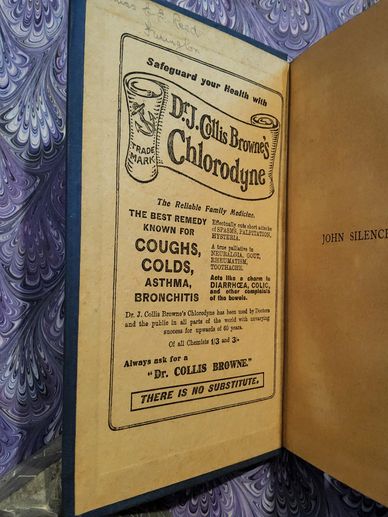 Miss
Safeguard your Health with
Dr. J. Collis Browne's
Chlorodyne
TRADE
MARK
The Reliable Family Medicine.
THE BEST REMEDY
KNOWN FOR
COUGHS,
COLDS,
ASTHMA,
BRONCHITIS
Effectually cuts short attacks
of SPASMS, PALPITATION,
HYSTERIA.
A true palliative in
NEURALGIA, GOUT,
RHEUMATISM,
TOOTHACHE.
Acts like a charm in
DIARRHŒA, COLIC,
and other complaints
of the bowels.
Dr. J. Collis Browne's Chlorodyne has been used by Doctors
and the public in all parts of the world with unvarying
success for upwards of 60 years.
Of all Chemists 1/3 and 3/-
Always ask for a
"Dr. COLLIS BROWNE."
THERE IS NO SUBSTITUTE.
JOHN SILENCE